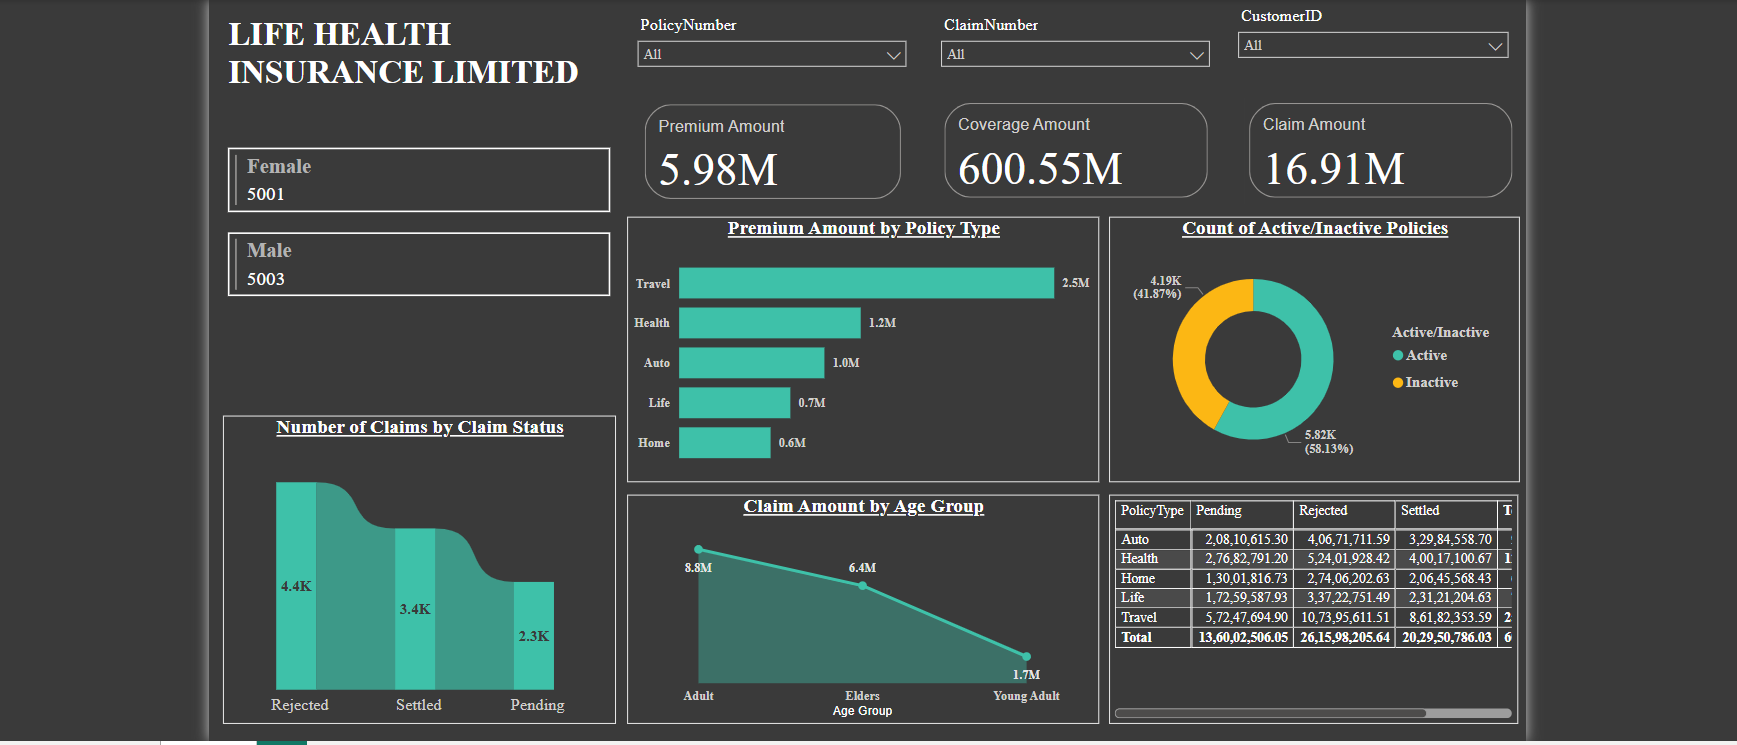 LIFE HEALTH
INSURANCE LIMITED
PolicyNumber
All
ClaimNumber
All
CustomerID
All
Premium Amount
5.98M
Coverage Amount
600.55M
Claim Amount
16.91M
Female
5001
Male
5003
Premium Amount by Policy Type
Travel 2.5M
Health 1.2M
Auto 1.0M
Life 0.7M
Home 0.6M
Count of Active/Inactive Policies
4.19K
(41.87%)
5.82K
(58.13%)
Active/Inactive
Active
Inactive
Number of Claims by Claim Status
4.4K
3.4K
2.3K
Rejected Settled Pending
Claim Amount by Age Group
8.8M
6.4M
1.7M
Adult Elders Young Adult
Age Group
PolicyType Pending Rejected Settled
Auto 2,08,10,615.30 4,06,71,711.59 3,29,84,558.70
Health 2,76,82,791.20 5,24,01,928.42 4,00,17,100.67
Home 1,30,01,816.73 2,74,06,202.63 2,06,45,568.43
Life 1,72,59,587.93 3,37,22,751.49 2,31,21,204.63
Travel 5,72,47,694.90 10,73,95,611.51 8,61,82,353.59
Total 13,60,02,506.05 26,15,98,205.64 20,29,50,786.03